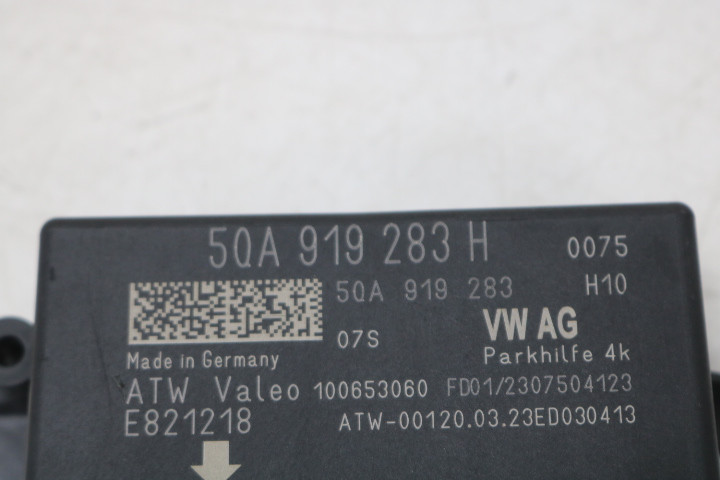 5QA 919 283 H 0075
5QA 919 283 H10
07S VW AG
Made in Germany Parkhilfe 4k
ATW Valeo 100653060 FD01/2307504123
E821218 ATW-00120.03.23ED030413